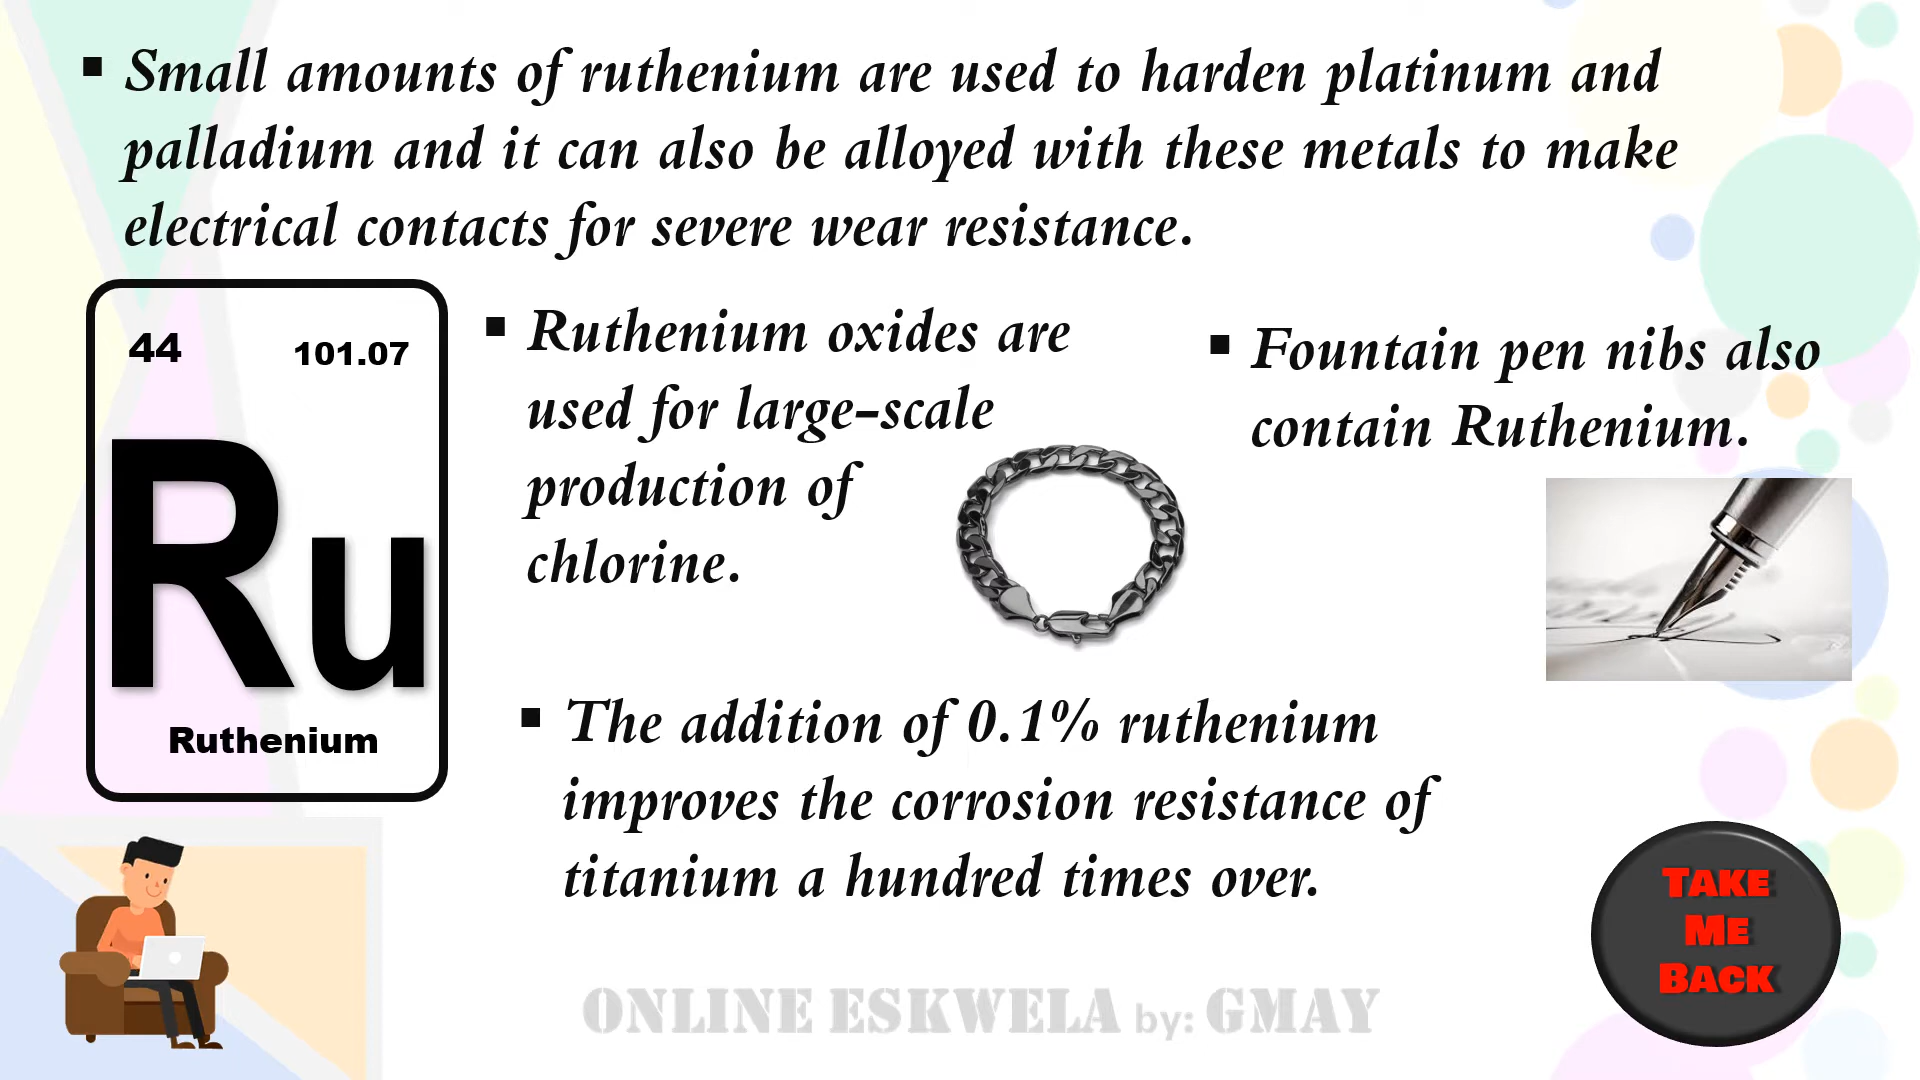 ▪ Small amounts of ruthenium are used to harden platinum and
palladium and it can also be alloyed with these metals to make
electrical contacts for severe wear resistance.
44
101.07
Ru
Ruthenium
▪ Ruthenium oxides are
used for large-scale
production of
chlorine.
▪ Fountain pen nibs also
contain Ruthenium.
▪ The addition of 0.1% ruthenium
improves the corrosion resistance of
titanium a hundred times over.
TAKE
ME
BACK
ONLINE ESKWELA by: GMAY